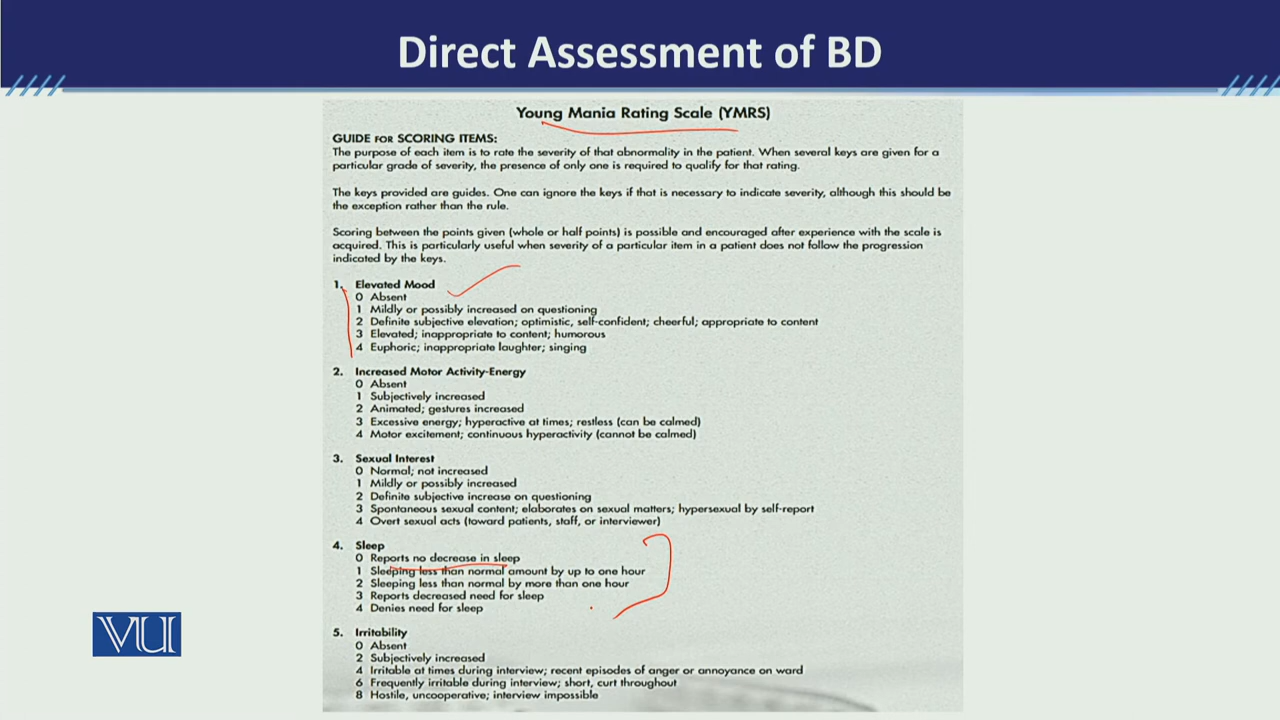 Direct Assessment of BD
Young Mania Rating Scale (YMRS)
GUIDE FOR SCORING ITEMS:
The purpose of each item is to rate the severity of that abnormality in the patient. When several keys are given for a
particular grade of severity, the presence of only one is required to qualify for that rating.
The keys provided are guides. One can ignore the keys if that is necessary to indicate severity, although this should be
the exception rather than the rule.
Scoring between the points given (whole or half points) is possible and encouraged after experience with the scale is
acquired. This is particularly useful when severity of a particular item in a patient does not follow the progression
indicated by the keys.
1. Elevated Mood
0 Absent
1 Mildly or possibly increased on questioning
2 Definite subjective elevation; optimistic, self-confident; cheerful; appropriate to content
3 Elevated; inappropriate to content; humorous
4 Euphoric; inappropriate laughter; singing
2. Increased Motor Activity-Energy
0 Absent
1 Subjectively increased
2 Animated; gestures increased
3 Excessive energy; hyperactive at times; restless (can be calmed)
4 Motor excitement; continuous hyperactivity (cannot be calmed)
3. Sexual Interest
0 Normal; not increased
1 Mildly or possibly increased
2 Definite subjective increase on questioning
3 Spontaneous sexual content; elaborates on sexual matters; hypersexual by self-report
4 Overt sexual acts (toward patients, staff, or interviewer)
4. Sleep
0 Reports no decrease in sleep
1 Sleeping less than normal amount by up to one hour
2 Sleeping less than normal by more than one hour
3 Reports decreased need for sleep
4 Denies need for sleep
VU
5. Irritability
0 Absent
2 Subjectively increased
4 Irritable at times during interview; recent episodes of anger or annoyance on ward
6 Frequently irritable during interview; short, curt throughout
8 Hostile, uncooperative; interview impossible